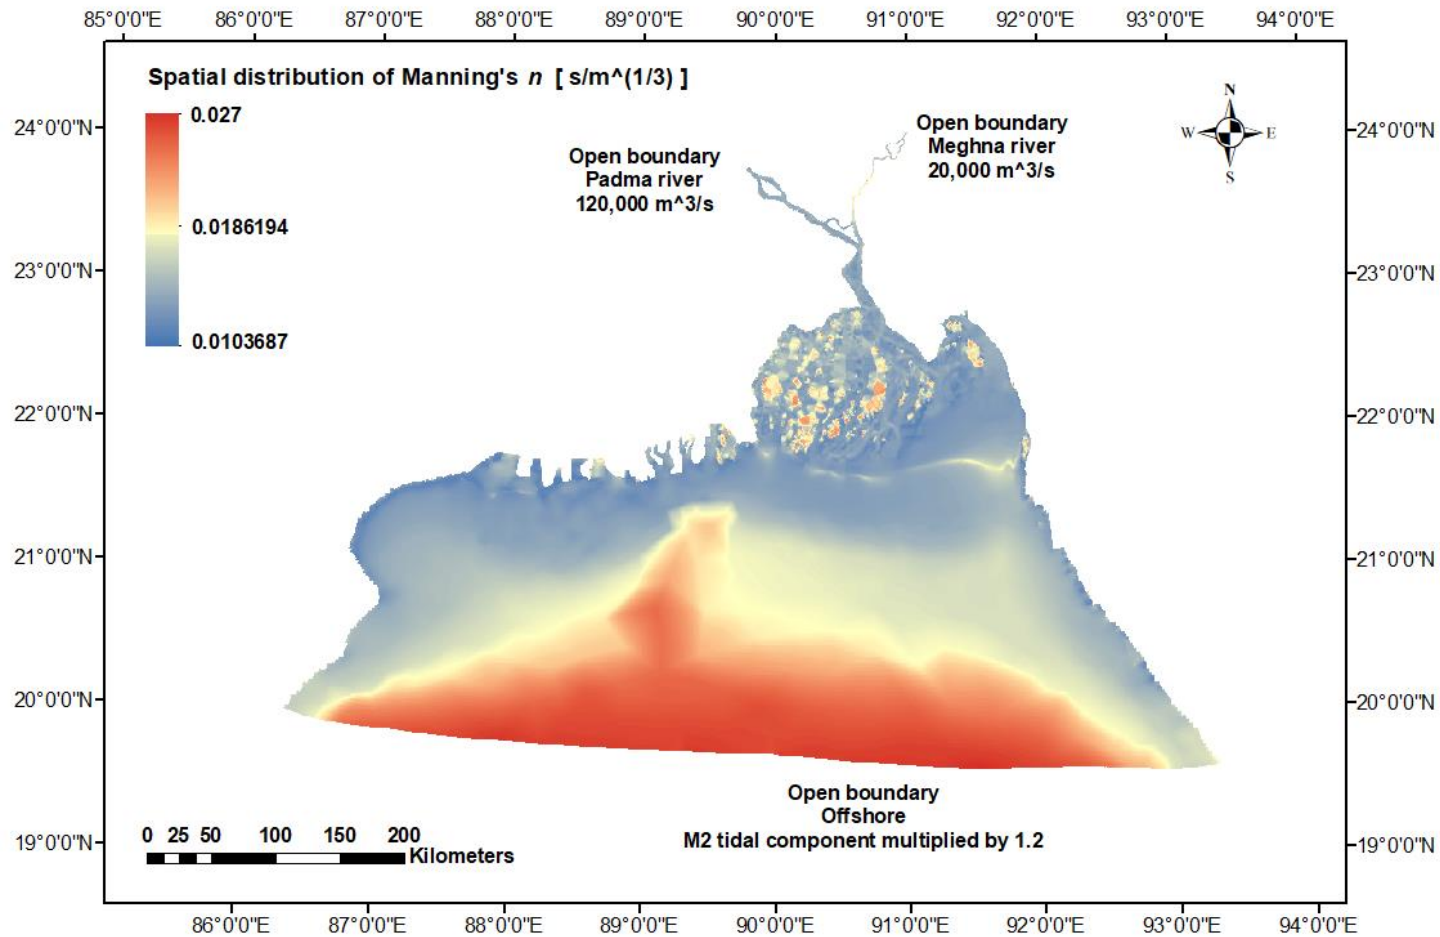 85°0'0"E 86°0'0"E 87°0'0"E 88°0'0"E 89°0'0"E 90°0'0"E 91°0'0"E 92°0'0"E 93°0'0"E 94°0'0"E
Spatial distribution of Manning's n [ s/m^(1/3) ]
0.027
0.0186194
0.0103687
Open boundary
Padma river
120,000 m^3/s
Open boundary
Meghna river
20,000 m^3/s
N
W E
S
24°0'0"N 24°0'0"N
23°0'0"N 23°0'0"N
22°0'0"N 22°0'0"N
21°0'0"N 21°0'0"N
20°0'0"N 20°0'0"N
19°0'0"N 19°0'0"N
Open boundary
Offshore
M2 tidal component multiplied by 1.2
0 25 50 100 150 200
Kilometers
86°0'0"E 87°0'0"E 88°0'0"E 89°0'0"E 90°0'0"E 91°0'0"E 92°0'0"E 93°0'0"E 94°0'0"E